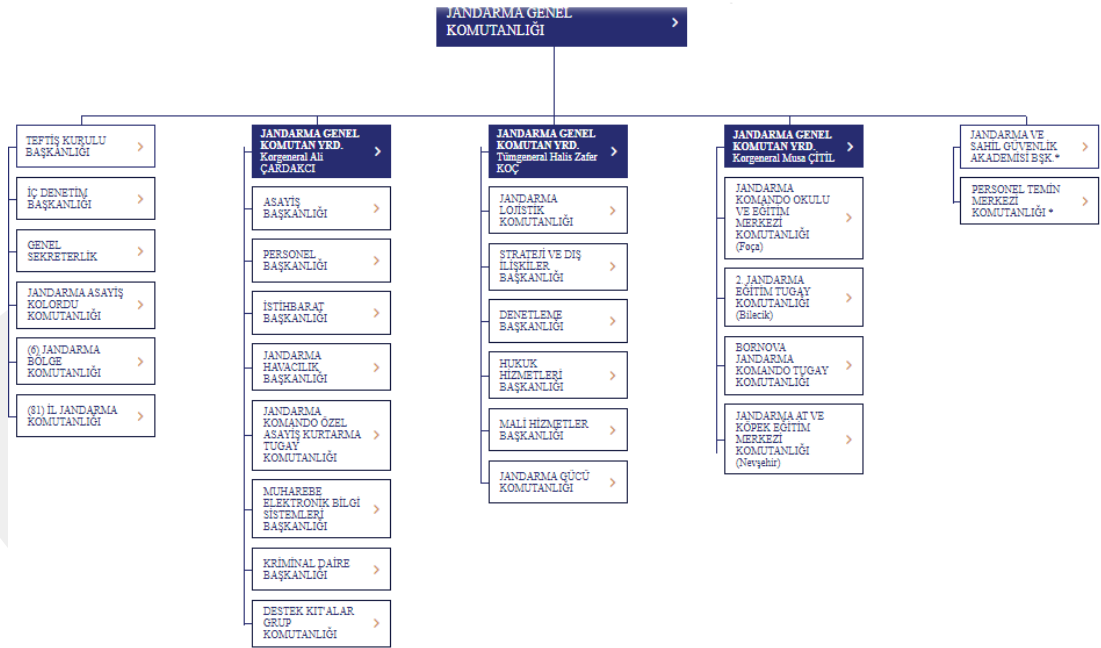 JANDARMA GENEL
KOMUTANLIĞI
TEFTİŞ KURULU
BAŞKANLIĞI
İÇ DENETİM
BAŞKANLIĞI
GENEL
SEKRETERLİK
JANDARMA ASAYİŞ
KOLORDU
KOMUTANLIĞI
(6) JANDARMA
BÖLGE
KOMUTANLIĞI
(81) İL JANDARMA
KOMUTANLIĞI
JANDARMA GENEL
KOMUTAN YRD.
Korgeneral Ali
ÇARDAKCI
ASAYİŞ
BAŞKANLIĞI
PERSONEL
BAŞKANLIĞI
İSTİHBARAT
BAŞKANLIĞI
JANDARMA
HAVACILIK
BAŞKANLIĞI
JANDARMA
KOMANDO ÖZEL
ASAYİŞ KURTARMA
TUGAY
KOMUTANLIĞI
MUHAREBE
ELEKTRONİK BİLGİ
SİSTEMLERİ
BAŞKANLIĞI
KRİMİNAL DAİRE
BAŞKANLIĞI
DESTEK KIT'ALAR
GRUP
KOMUTANLIĞI
JANDARMA GENEL
KOMUTAN YRD.
Tümgeneral Halis Zafer
KOÇ
JANDARMA
LOJİSTİK
KOMUTANLIĞI
STRATEJİ VE DIŞ
İLİŞKİLER
BAŞKANLIĞI
DENETLEME
BAŞKANLIĞI
HUKUK
HİZMETLERİ
BAŞKANLIĞI
MALİ HİZMETLER
BAŞKANLIĞI
JANDARMA GÜCÜ
KOMUTANLIĞI
JANDARMA GENEL
KOMUTAN YRD.
Korgeneral Musa ÇİTİL
JANDARMA
KOMANDO OKULU
VE EĞİTİM
MERKEZİ
KOMUTANLIĞI
(Foça)
2. JANDARMA
EĞİTİM TUGAY
KOMUTANLIĞI
(Bilecik)
BORNOVA
JANDARMA
KOMANDO TUGAY
KOMUTANLIĞI
JANDARMA AT VE
KÖPEK EĞİTİM
MERKEZİ
KOMUTANLIĞI
(Nevşehir)
JANDARMA VE
SAHİL GÜVENLİK
AKADEMİSİ BŞK.*
PERSONEL TEMİN
MERKEZİ
KOMUTANLIĞI *